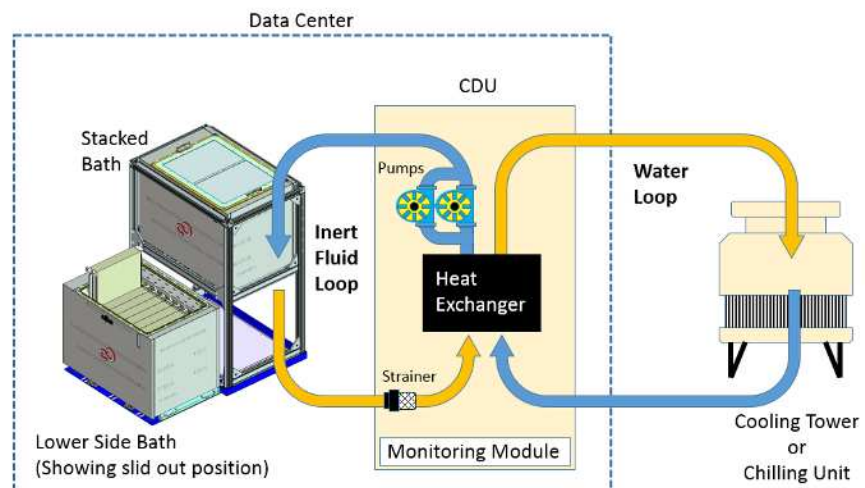 Data Center
CDU
Stacked
Bath
Pumps
Water
Loop
Inert
Fluid
Loop
Heat
Exchanger
Strainer
Lower Side Bath
(Showing slid out position)
Monitoring Module
Cooling Tower
or
Chilling Unit